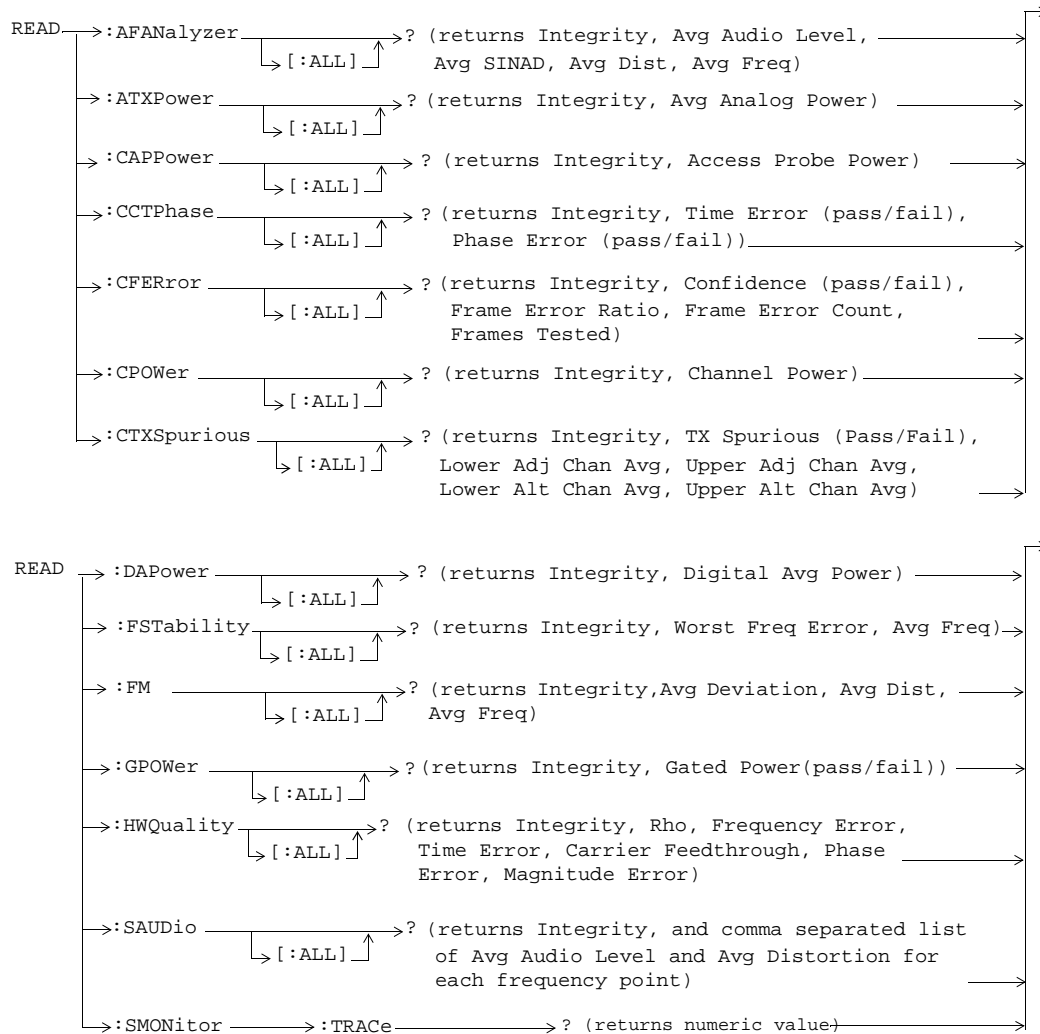 READ :AFANalyzer ? (returns Integrity, Avg Audio Level,
[:ALL] Avg SINAD, Avg Dist, Avg Freq)
:ATXPower ? (returns Integrity, Avg Analog Power)
[:ALL]
:CAPPower ? (returns Integrity, Access Probe Power)
[:ALL]
:CCTPhase ? (returns Integrity, Time Error (pass/fail),
[:ALL] Phase Error (pass/fail))
:CFERror ? (returns Integrity, Confidence (pass/fail),
[:ALL] Frame Error Ratio, Frame Error Count,
Frames Tested)
:CPOWer ? (returns Integrity, Channel Power)
[:ALL]
:CTXSpurious ? (returns Integrity, TX Spurious (Pass/Fail),
[:ALL] Lower Adj Chan Avg, Upper Adj Chan Avg,
Lower Alt Chan Avg, Upper Alt Chan Avg)
READ :DAPower ? (returns Integrity, Digital Avg Power)
[:ALL]
:FSTability ? (returns Integrity, Worst Freq Error, Avg Freq)
[:ALL]
:FM ? (returns Integrity,Avg Deviation, Avg Dist,
[:ALL] Avg Freq)
:GPOWer ? (returns Integrity, Gated Power(pass/fail))
[:ALL]
:HWQuality ? (returns Integrity, Rho, Frequency Error,
[:ALL] Time Error, Carrier Feedthrough, Phase
Error, Magnitude Error)
:SAUDio ? (returns Integrity, and comma separated list
[:ALL] of Avg Audio Level and Avg Distortion for
each frequency point)
:SMONitor :TRACe ? (returns numeric value)